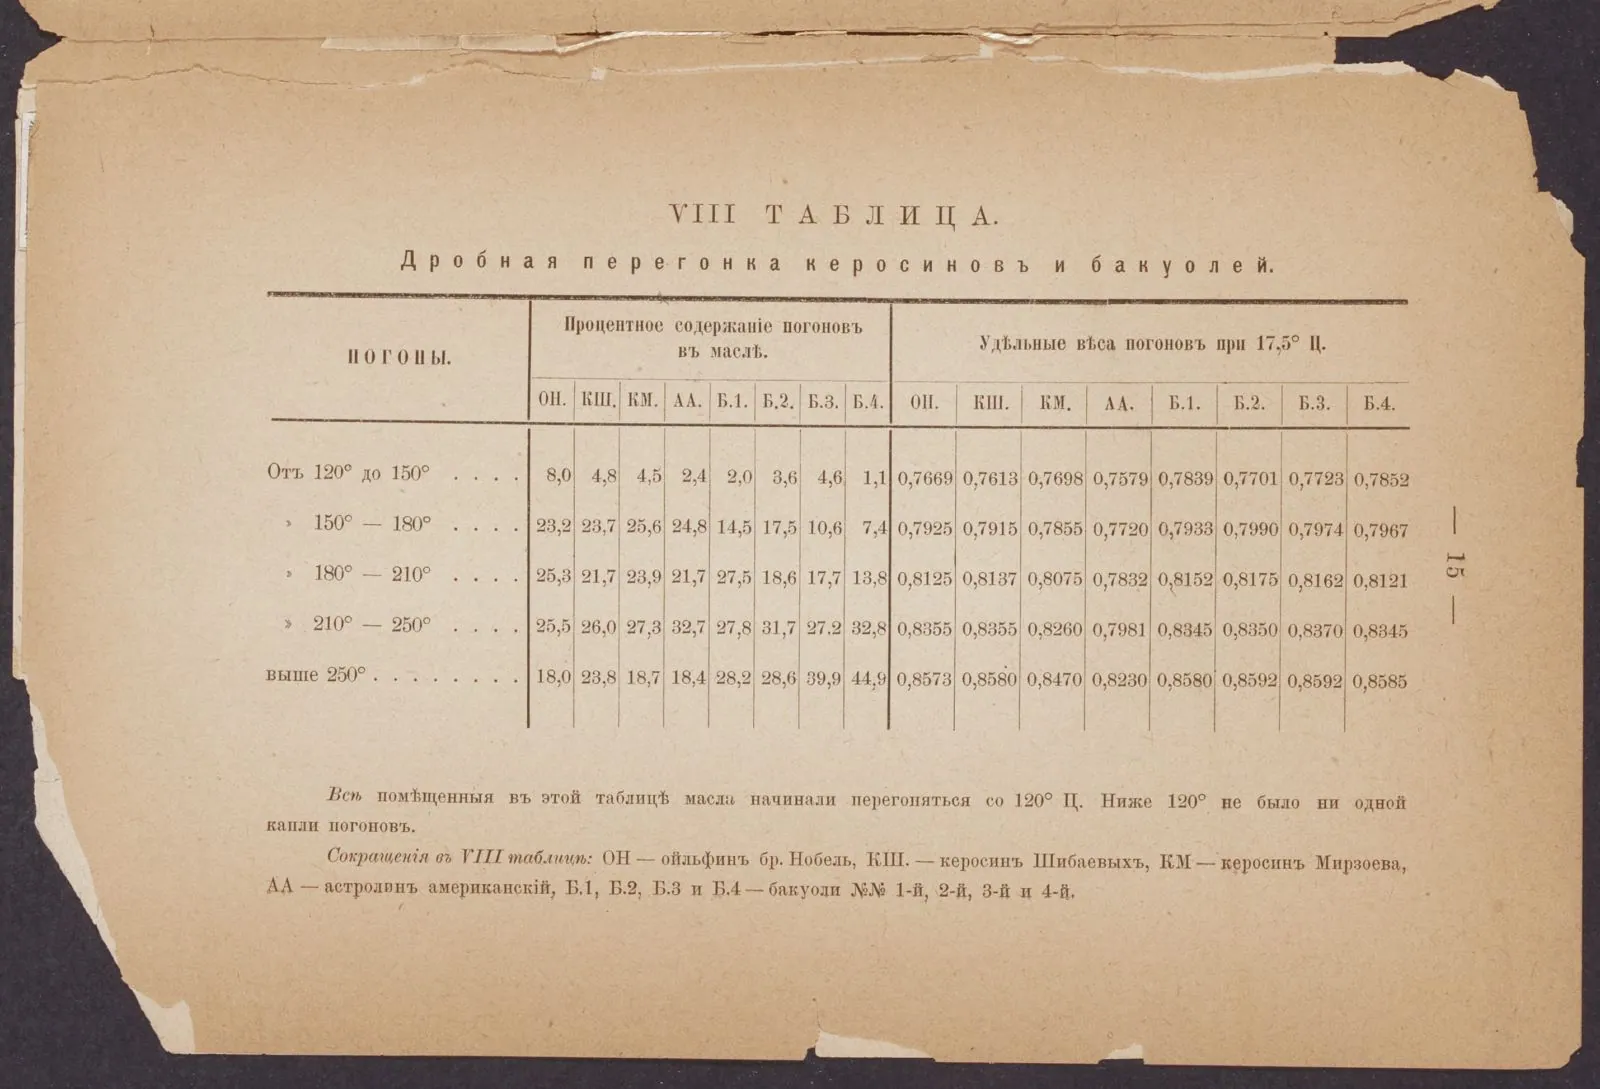 VIII ТАБЛИЦА.
Дробная перегонка керосиновъ и бакуолей.
ПОГОНЫ.
Процентное содержаніе погоновъ
въ маслѣ.
Удѣльные вѣса погоновъ при 17,5° Ц.
ОН. КШ. КМ. АА. Б.1. Б.2. Б.3. Б.4. ОН. КШ. КМ. АА. Б.1. Б.2. Б.3. Б.4.
Отъ 120° до 150° . . . . 8,0 4,8 4,5 2,4 2,0 3,6 4,6 1,1 0,7669 0,7613 0,7698 0,7579 0,7839 0,7701 0,7723 0,7852
» 150° — 180° . . . . 23,2 23,7 25,6 24,8 14,5 17,5 10,6 7,4 0,7925 0,7915 0,7855 0,7720 0,7933 0,7990 0,7974 0,7967
» 180° — 210° . . . . 25,3 21,7 23,9 21,7 27,5 18,6 17,7 13,8 0,8125 0,8137 0,8075 0,7832 0,8152 0,8175 0,8162 0,8121
» 210° — 250° . . . . 25,5 26,0 27,3 32,7 27,8 31,7 27.2 32,8 0,8355 0,8355 0,8260 0,7981 0,8345 0,8350 0,8370 0,8345
выше 250° . . . . . . . . 18,0 23,8 18,7 18,4 28,2 28,6 39,9 44,9 0,8573 0,8580 0,8470 0,8230 0,8580 0,8592 0,8592 0,8585
Всѣ помѣщенныя въ этой таблицѣ масла начинали перегоняться со 120° Ц. Ниже 120° не было ни одной
капли погоновъ.
Сокращенія въ VIII таблицѣ: ОН — ойльфинъ бр. Нобель, КШ. — керосинъ Шибаевыхъ, КМ — керосинъ Мирзоева,
АА — астролинъ американскій, Б.1, Б.2, Б.3 и Б.4 — бакуоли №№ 1-й, 2-й, 3-й и 4-й.
— 15 —